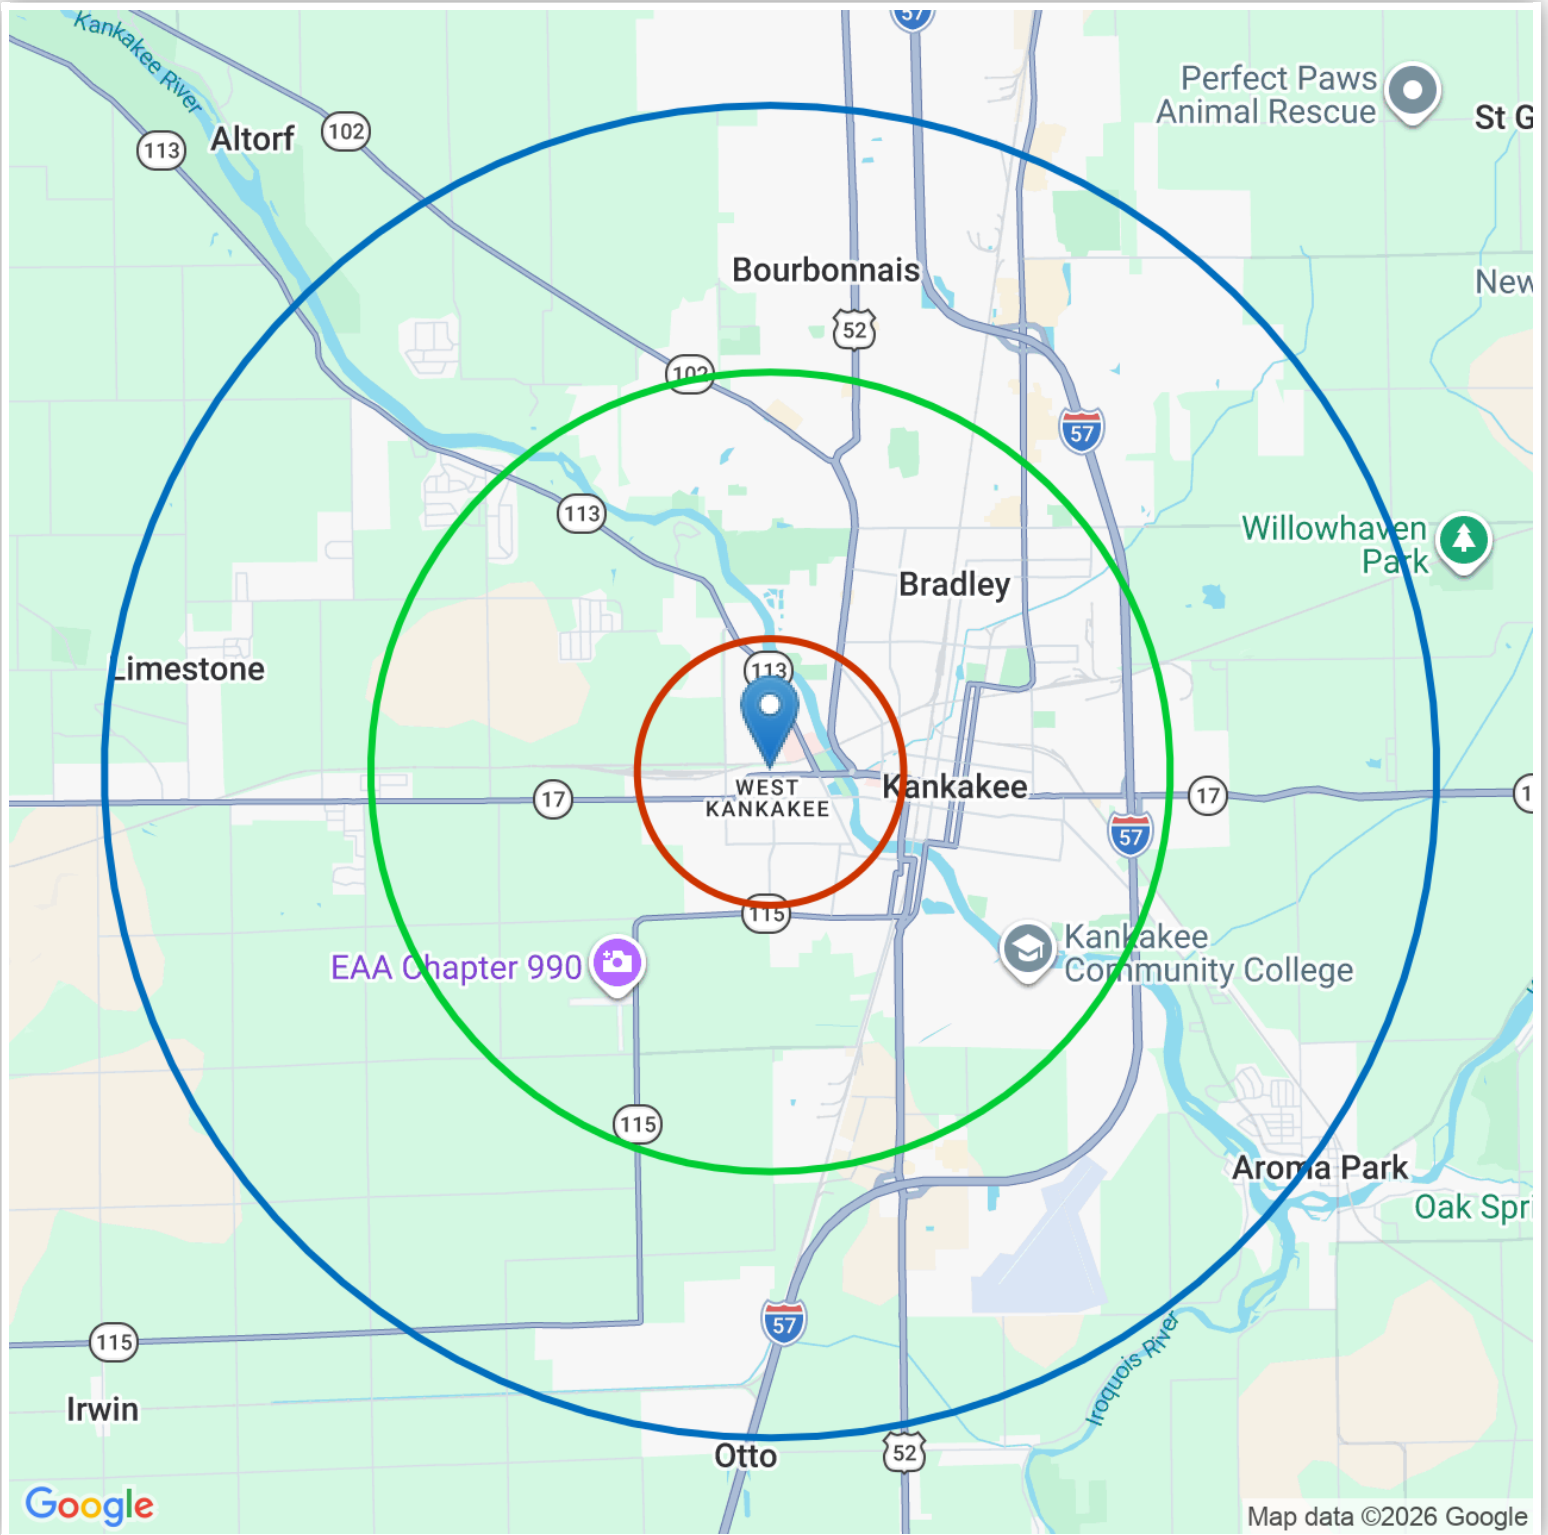 57
Kankakee River
Perfect Paws
Animal Rescue
St G
102
113
Altorf
Bourbonnais
New
52
102
57
113
Willowhaven
Park
Bradley
Limestone
113
WEST
KANKAKEE
Kankakee
17
17
1
57
115
EAA Chapter 990
Kankakee
Community College
115
Aroma Park
Oak Spri
57
115
Iroquois River
Irwin
Otto
52
Google
Map data ©2026 Google